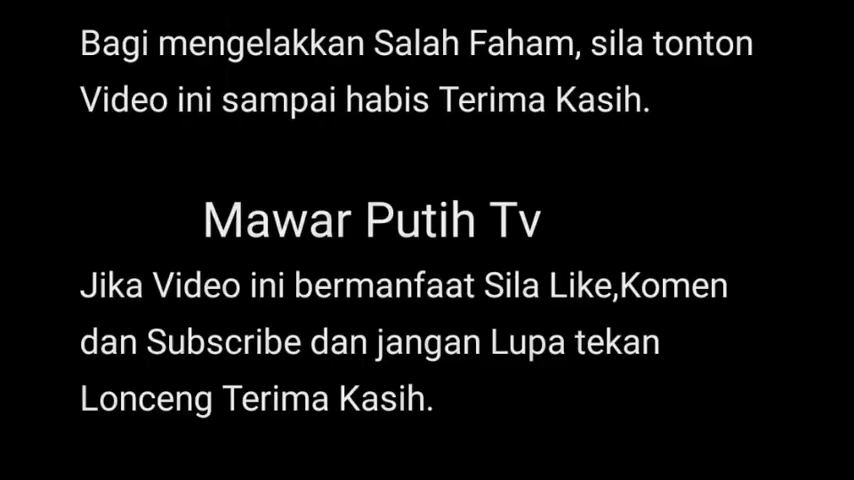 Bagi mengelakkan Salah Faham, sila tonton
Video ini sampai habis Terima Kasih.
Mawar Putih Tv
Jika Video ini bermanfaat Sila Like,Komen
dan Subscribe dan jangan Lupa tekan
Lonceng Terima Kasih.